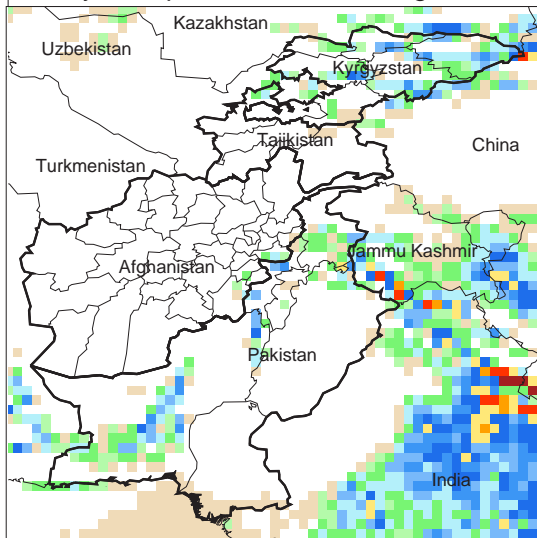 Kazakhstan
Uzbekistan
Kyrgyzstan
Tajikistan
China
Turkmenistan
Jammu Kashmir
Afghanistan
Pakistan
India